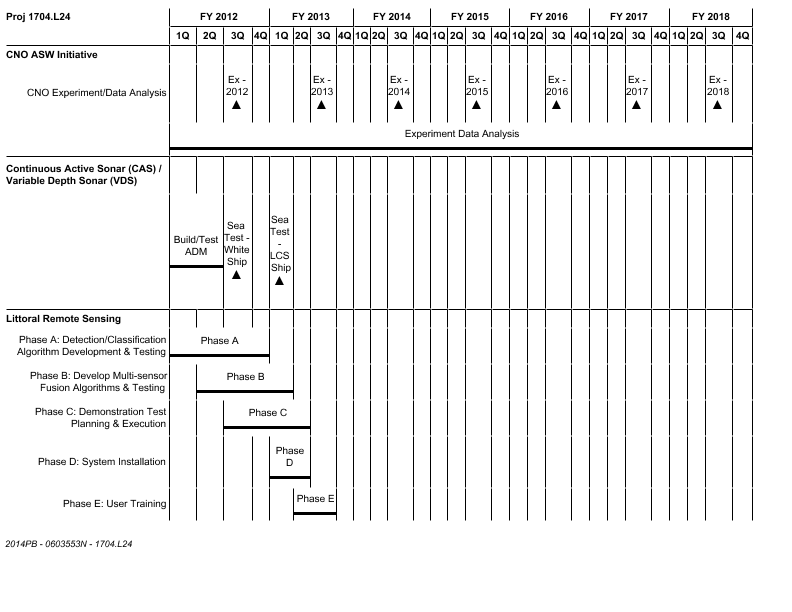 Proj 1704.L24 FY 2012 FY 2013 FY 2014 FY 2015 FY 2016 FY 2017 FY 2018
1Q 2Q 3Q 4Q 1Q 2Q 3Q 4Q 1Q 2Q 3Q 4Q 1Q 2Q 3Q 4Q 1Q 2Q 3Q 4Q 1Q 2Q 3Q 4Q 1Q 2Q 3Q 4Q
CNO ASW Initiative
CNO Experiment/Data Analysis
Ex - 2012
Ex - 2013
Ex - 2014
Ex - 2015
Ex - 2016
Ex - 2017
Ex - 2018
Experiment Data Analysis
Continuous Active Sonar (CAS) /
Variable Depth Sonar (VDS)
Build/Test
ADM
Sea
Test -
White
Ship
Sea
Test
-
LCS
Ship
Littoral Remote Sensing
Phase A: Detection/Classification
Algorithm Development & Testing
Phase A
Phase B: Develop Multi-sensor
Fusion Algorithms & Testing
Phase B
Phase C: Demonstration Test
Planning & Execution
Phase C
Phase D: System Installation
Phase
D
Phase E: User Training
Phase E
2014PB - 0603553N - 1704.L24